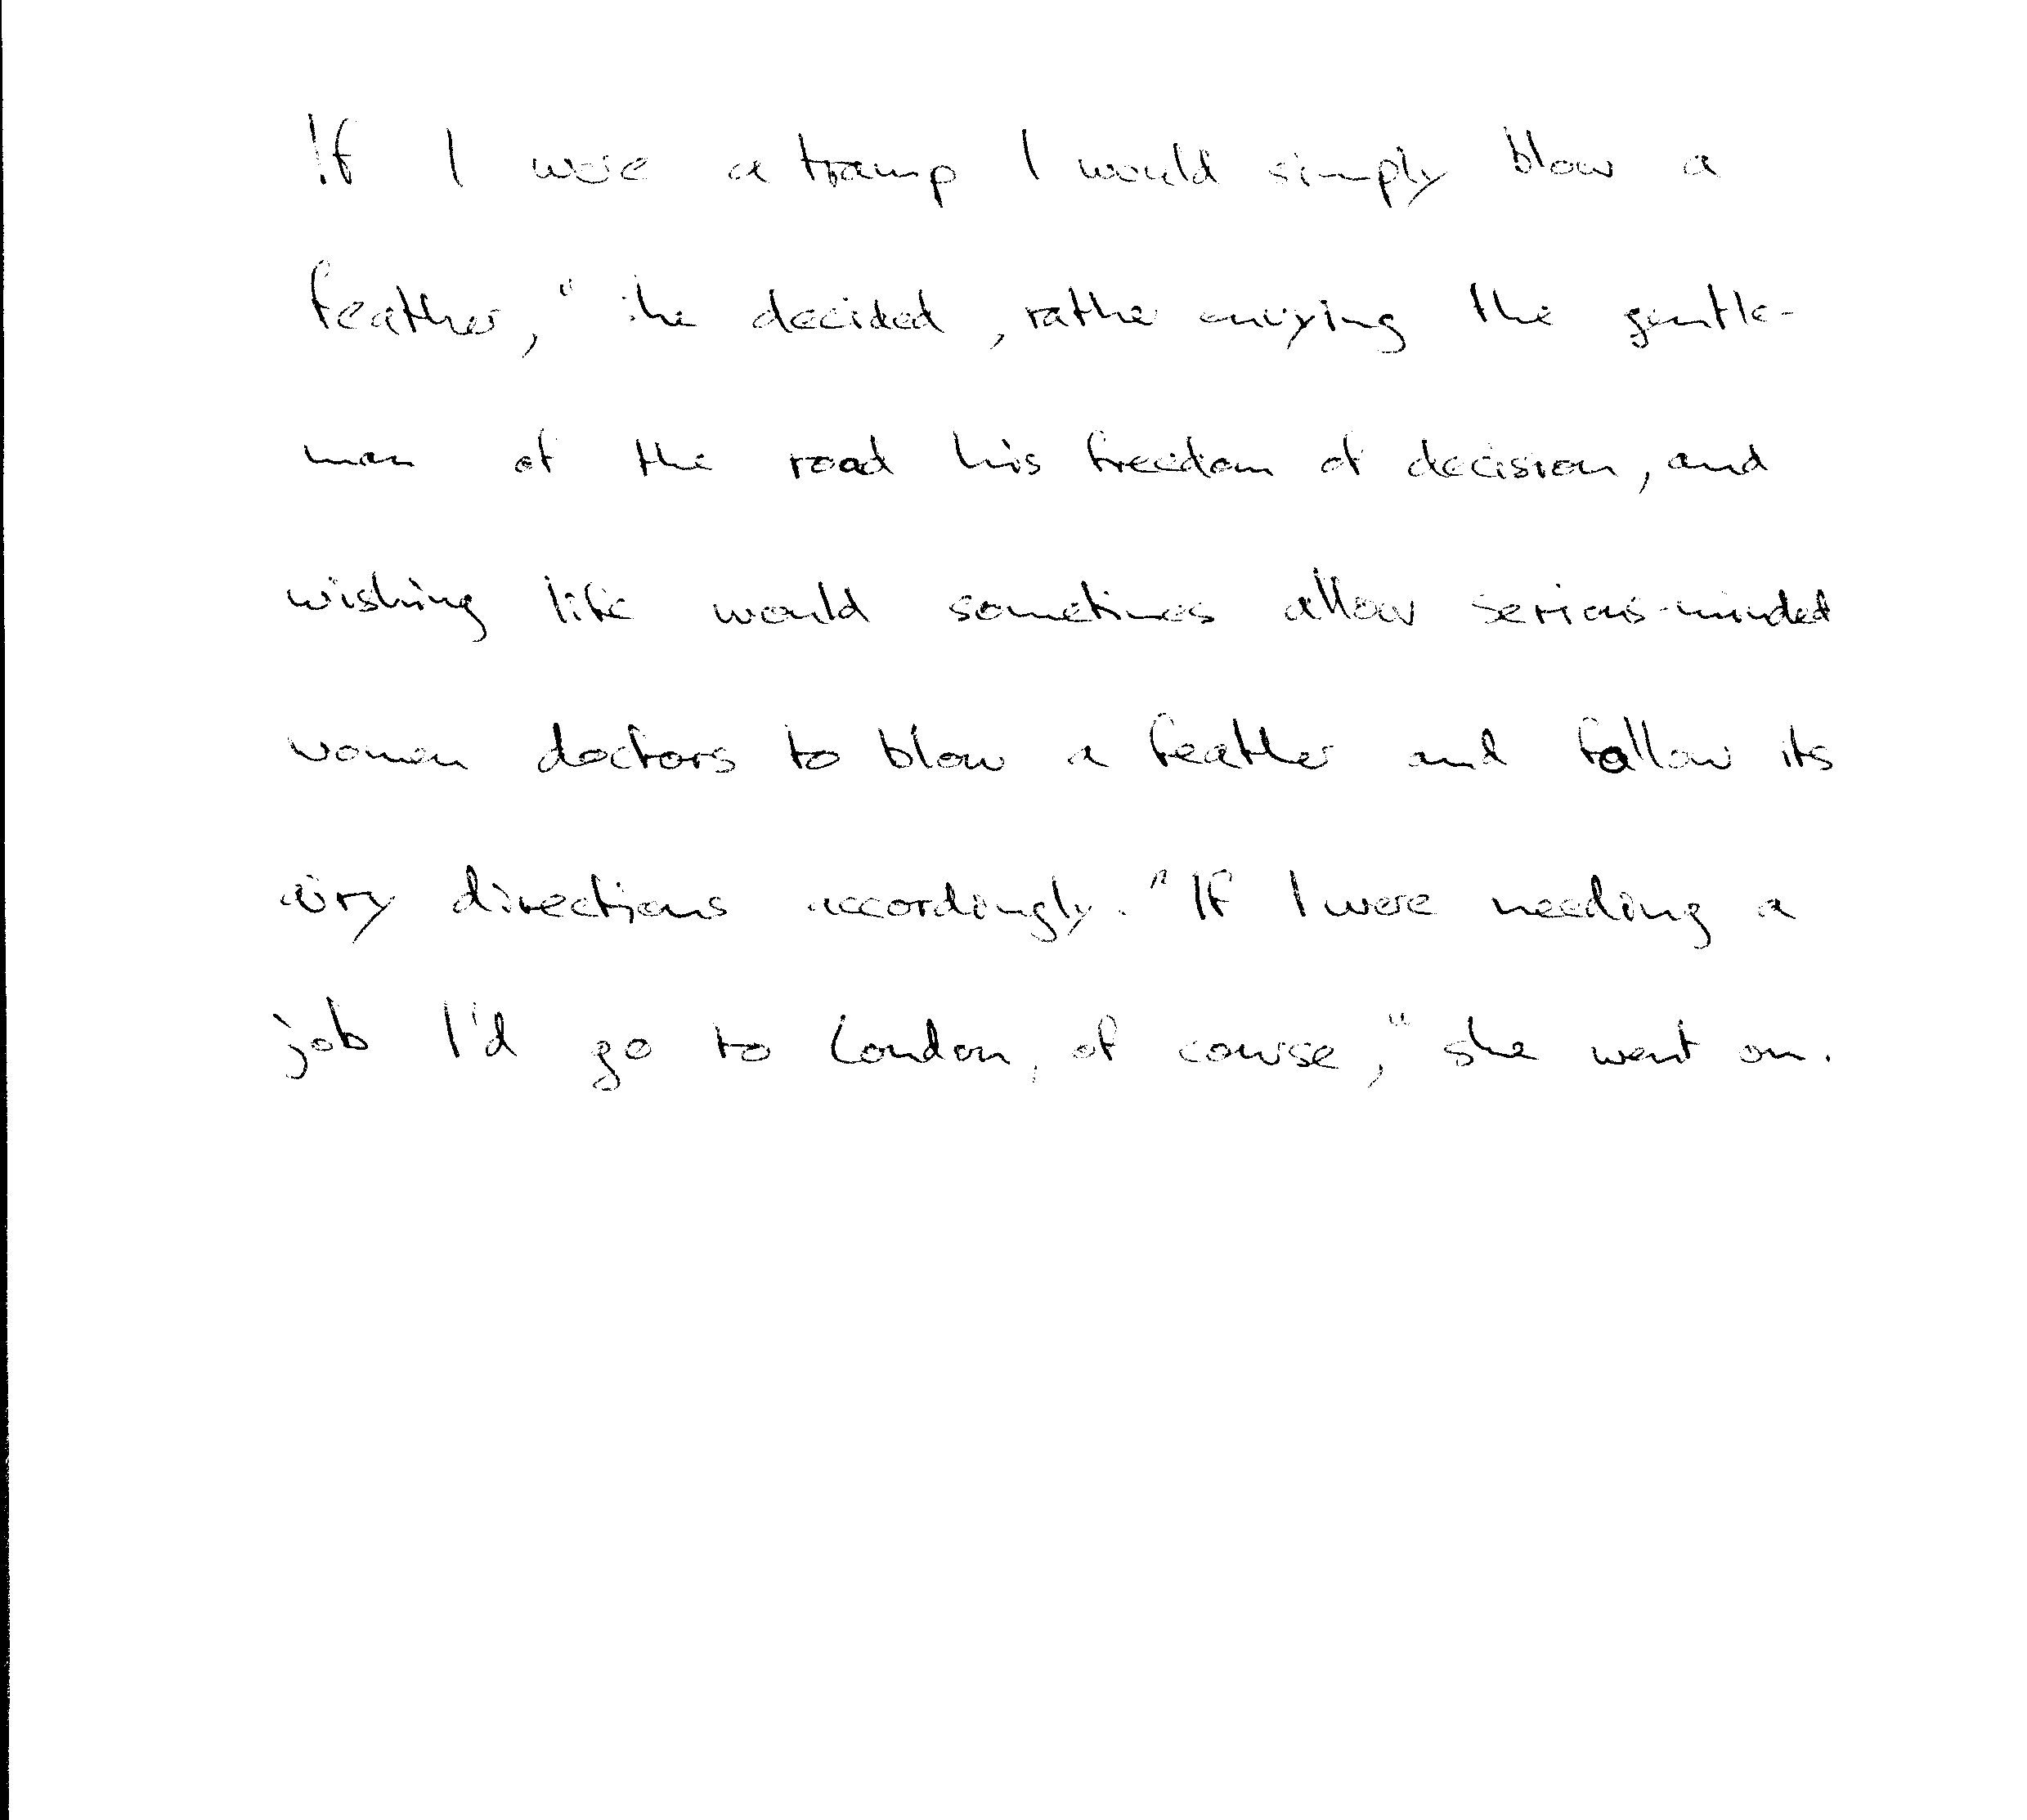 If I were a tramp I would simply blow a
feather," she decided, rather envying the gentle-
man of the road his freedom of decision, and
wishing life would sometimes allow serious-minded
women doctors to blow a feather and follow its
airy directions accordingly. "If I were needing a
job I'd go to London, of course," she went on.